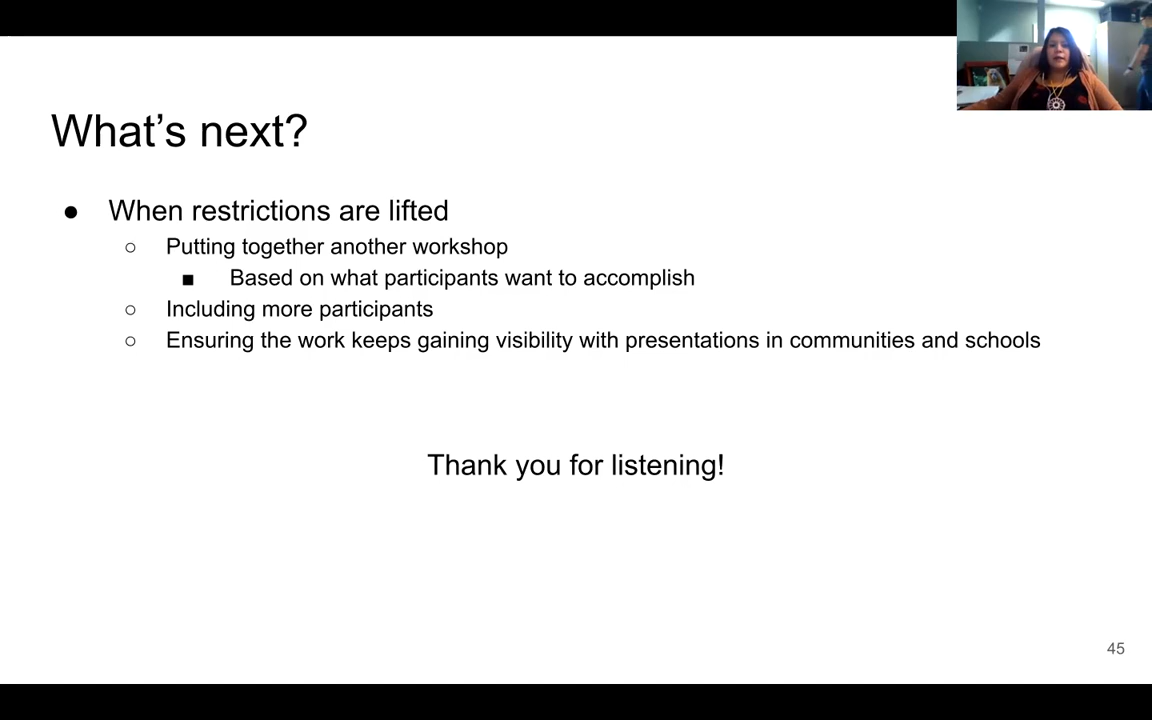 What’s next?
● When restrictions are lifted
○ Putting together another workshop
■ Based on what participants want to accomplish
○ Including more participants
○ Ensuring the work keeps gaining visibility with presentations in communities and schools
Thank you for listening!
45